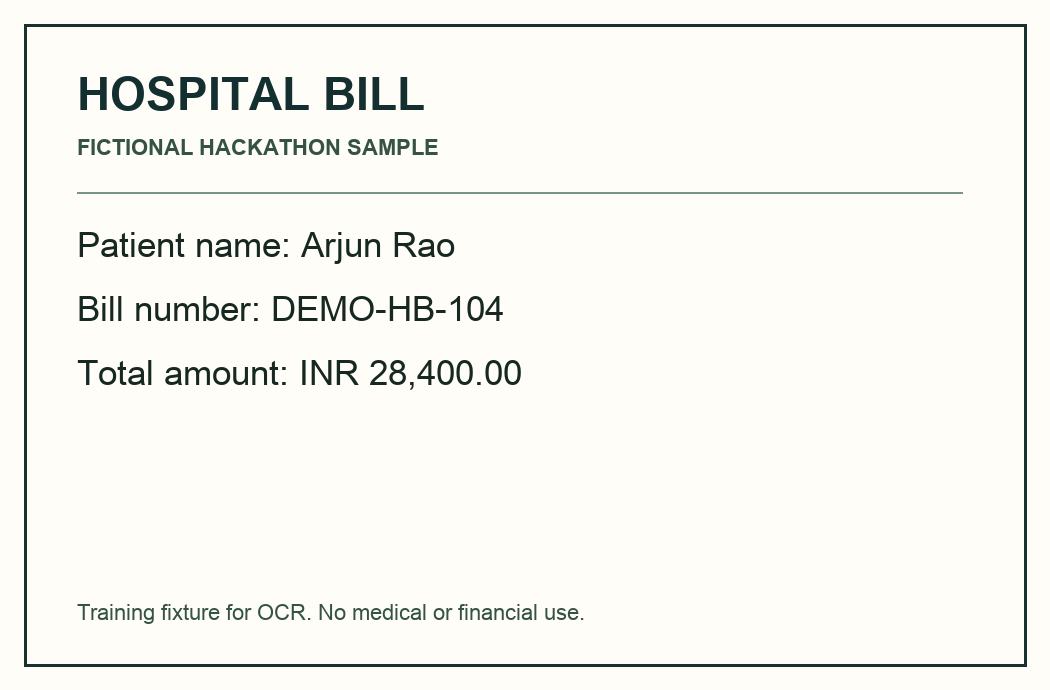 HOSPITAL BILL
FICTIONAL HACKATHON SAMPLE
Patient name: Arjun Rao
Bill number: DEMO-HB-104
Total amount: INR 28,400.00
Training fixture for OCR. No medical or financial use.